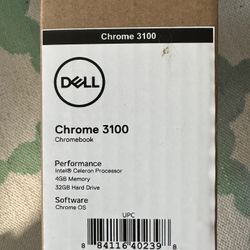 Chrome 3100
DELL
Chrome 3100
Chromebook
Performance
Intel® Celeron Processor
4GB Memory
32GB Hard Drive
Software
Chrome OS
UPC
8 84116 40239 8